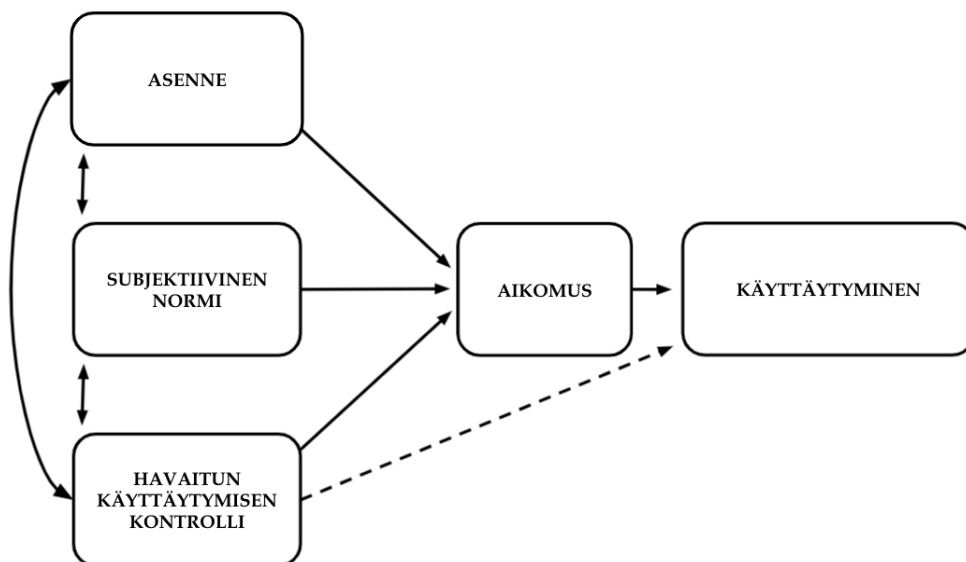 ASENNE
SUBJEKTIIVINEN
NORMI
AIKOMUS
KÄYTTÄYTYMINEN
HAVAITUN
KÄYTTÄYTYMISEN
KONTROLLI